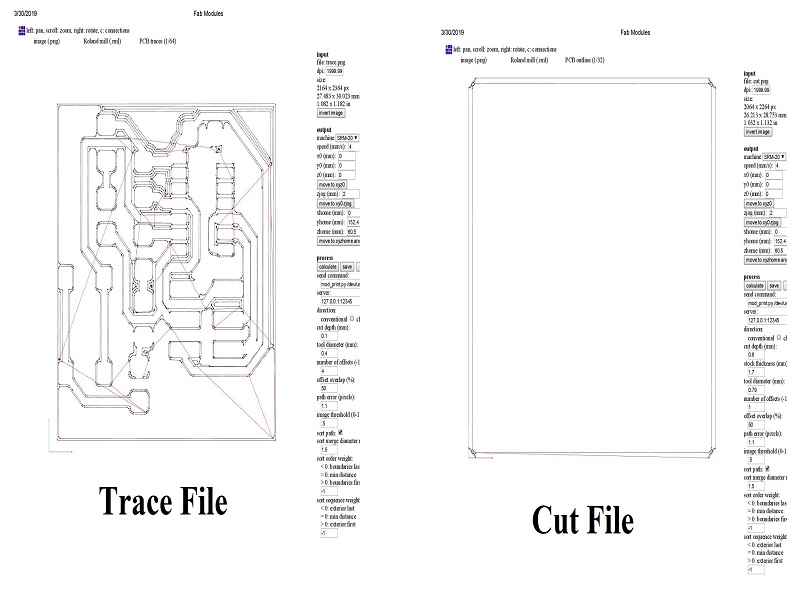 3/30/2019 Fab Modules
left: pan, scroll: zoom, right: rotate, c: connections
image (.png) Roland mill (.rml) PCB traces (1/64)
input
file: trace.png
dpi: 1999.99
size:
2164 x 2364 px
27.483 x 30.023 mm
1.082 x 1.182 in
invert image
output
machine SRM-20
speed (mm/s): 4
x0 (mm): 0
y0 (mm): 0
z0 (mm): 0
move to xyz0
zjog (mm): 2
move to xy0zjog
xhome (mm): 0
yhome (mm): 152.4
zhome (mm): 60.5
move to xyzhome and
process
calculate save
send command:
mod_print.py /dev/us
server:
127.0.0.1:12345
direction:
conventional cl
cut depth (mm):
0.1
tool diameter (mm):
0.4
number of offsets (-1
4
offset overlap (%):
50
path error (pixels):
1.1
image threshold (0-1
.5
sort path:
sort merge diameter
1.5
sort order weight:
< 0: boundaries las
= 0: min distance
> 0: boundaries firs
-1
sort sequence weight
< 0: exterior last
= 0: min distance
> 0: exterior first
-1
Trace File
3/30/2019 Fab Modules
left: pan, scroll: zoom, right: rotate, c: connections
image (.png) Roland mill (.rml) PCB outline (1/32)
input
file: cut.png
dpi: 1999.99
size:
2064 x 2264 px
26.213 x 28.753 mm
1.032 x 1.132 in
invert image
output
machine SRM-20
speed (mm/s): 4
x0 (mm): 0
y0 (mm): 0
z0 (mm): 0
move to xyz0
zjog (mm): 2
move to xy0zjog
xhome (mm): 0
yhome (mm): 152.4
zhome (mm): 60.5
move to xyzhome and
process
calculate save
send command:
mod_print.py /dev/us
server:
127.0.0.1:12345
direction:
conventional cl
cut depth (mm):
0.6
stock thickness (mm)
1.7
tool diameter (mm):
0.79
number of offsets (-1
1
offset overlap (%):
50
path error (pixels):
1.1
image threshold (0-1
.5
sort path:
sort merge diameter
1.5
sort order weight:
< 0: boundaries las
= 0: min distance
> 0: boundaries firs
-1
sort sequence weight
< 0: exterior last
= 0: min distance
> 0: exterior first
-1
Cut File